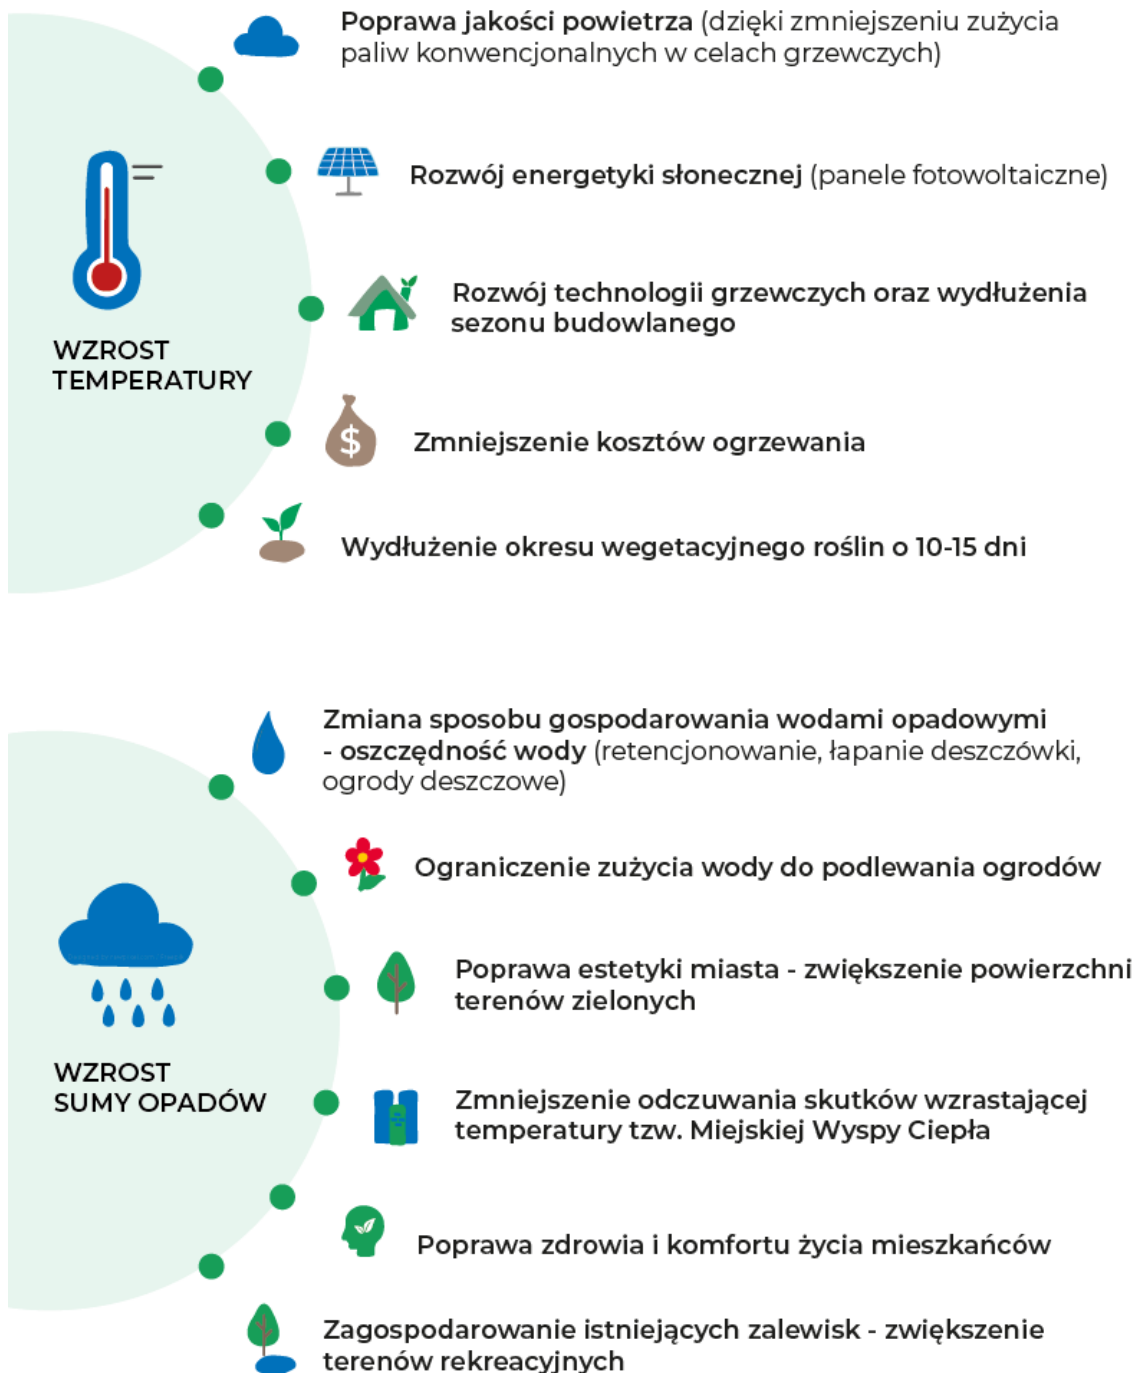 Poprawa jakości powietrza (dzięki zmniejszeniu zużycia
paliw konwencjonalnych w celach grzewczych)
Rozwój energetyki słonecznej (panele fotowoltaiczne)
Rozwój technologii grzewczych oraz wydłużenia
sezonu budowlanego
WZROST
TEMPERATURY
$
Zmniejszenie kosztów ogrzewania
Wydłużenie okresu wegetacyjnego roślin o 10-15 dni
Zmiana sposobu gospodarowania wodami opadowymi
- oszczędność wody (retencjonowanie, łapanie deszczówki,
ogrody deszczowe)
Ograniczenie zużycia wody do podlewania ogrodów
Poprawa estetyki miasta - zwiększenie powierzchni
terenów zielonych
WZROST
SUMY OPADÓW
Zmniejszenie odczuwania skutków wzrastającej
temperatury tzw. Miejskiej Wyspy Ciepła
Poprawa zdrowia i komfortu życia mieszkańców
Zagospodarowanie istniejących zalewisk - zwiększenie
terenów rekreacyjnych